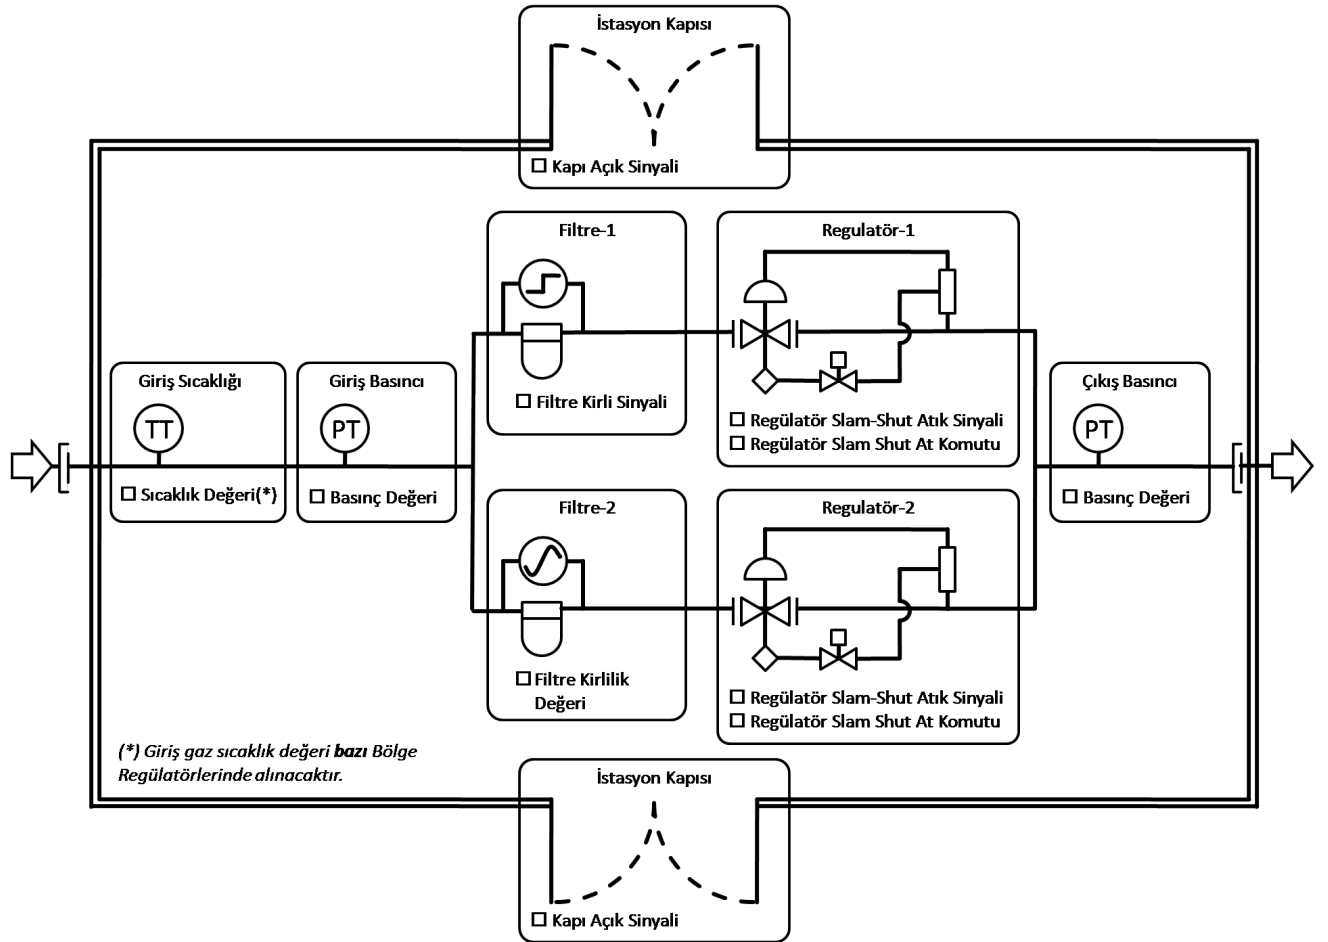 İstasyon Kapısı
Kapı Açık Sinyali
Filtre-1
Filtre Kirli Sinyali
Regulatör-1
Regülatör Slam-Shut Atık Sinyali
Regülatör Slam Shut At Komutu
Giriş Sıcaklığı
TT
Sıcaklık Değeri(*)
Giriş Basıncı
PT
Basınç Değeri
Çıkış Basıncı
PT
Basınç Değeri
Filtre-2
Filtre Kirlilik
Değeri
Regulatör-2
Regülatör Slam-Shut Atık Sinyali
Regülatör Slam Shut At Komutu
(*) Giriş gaz sıcaklık değeri bazı Bölge
Regülatörlerinde alınacaktır.
İstasyon Kapısı
Kapı Açık Sinyali